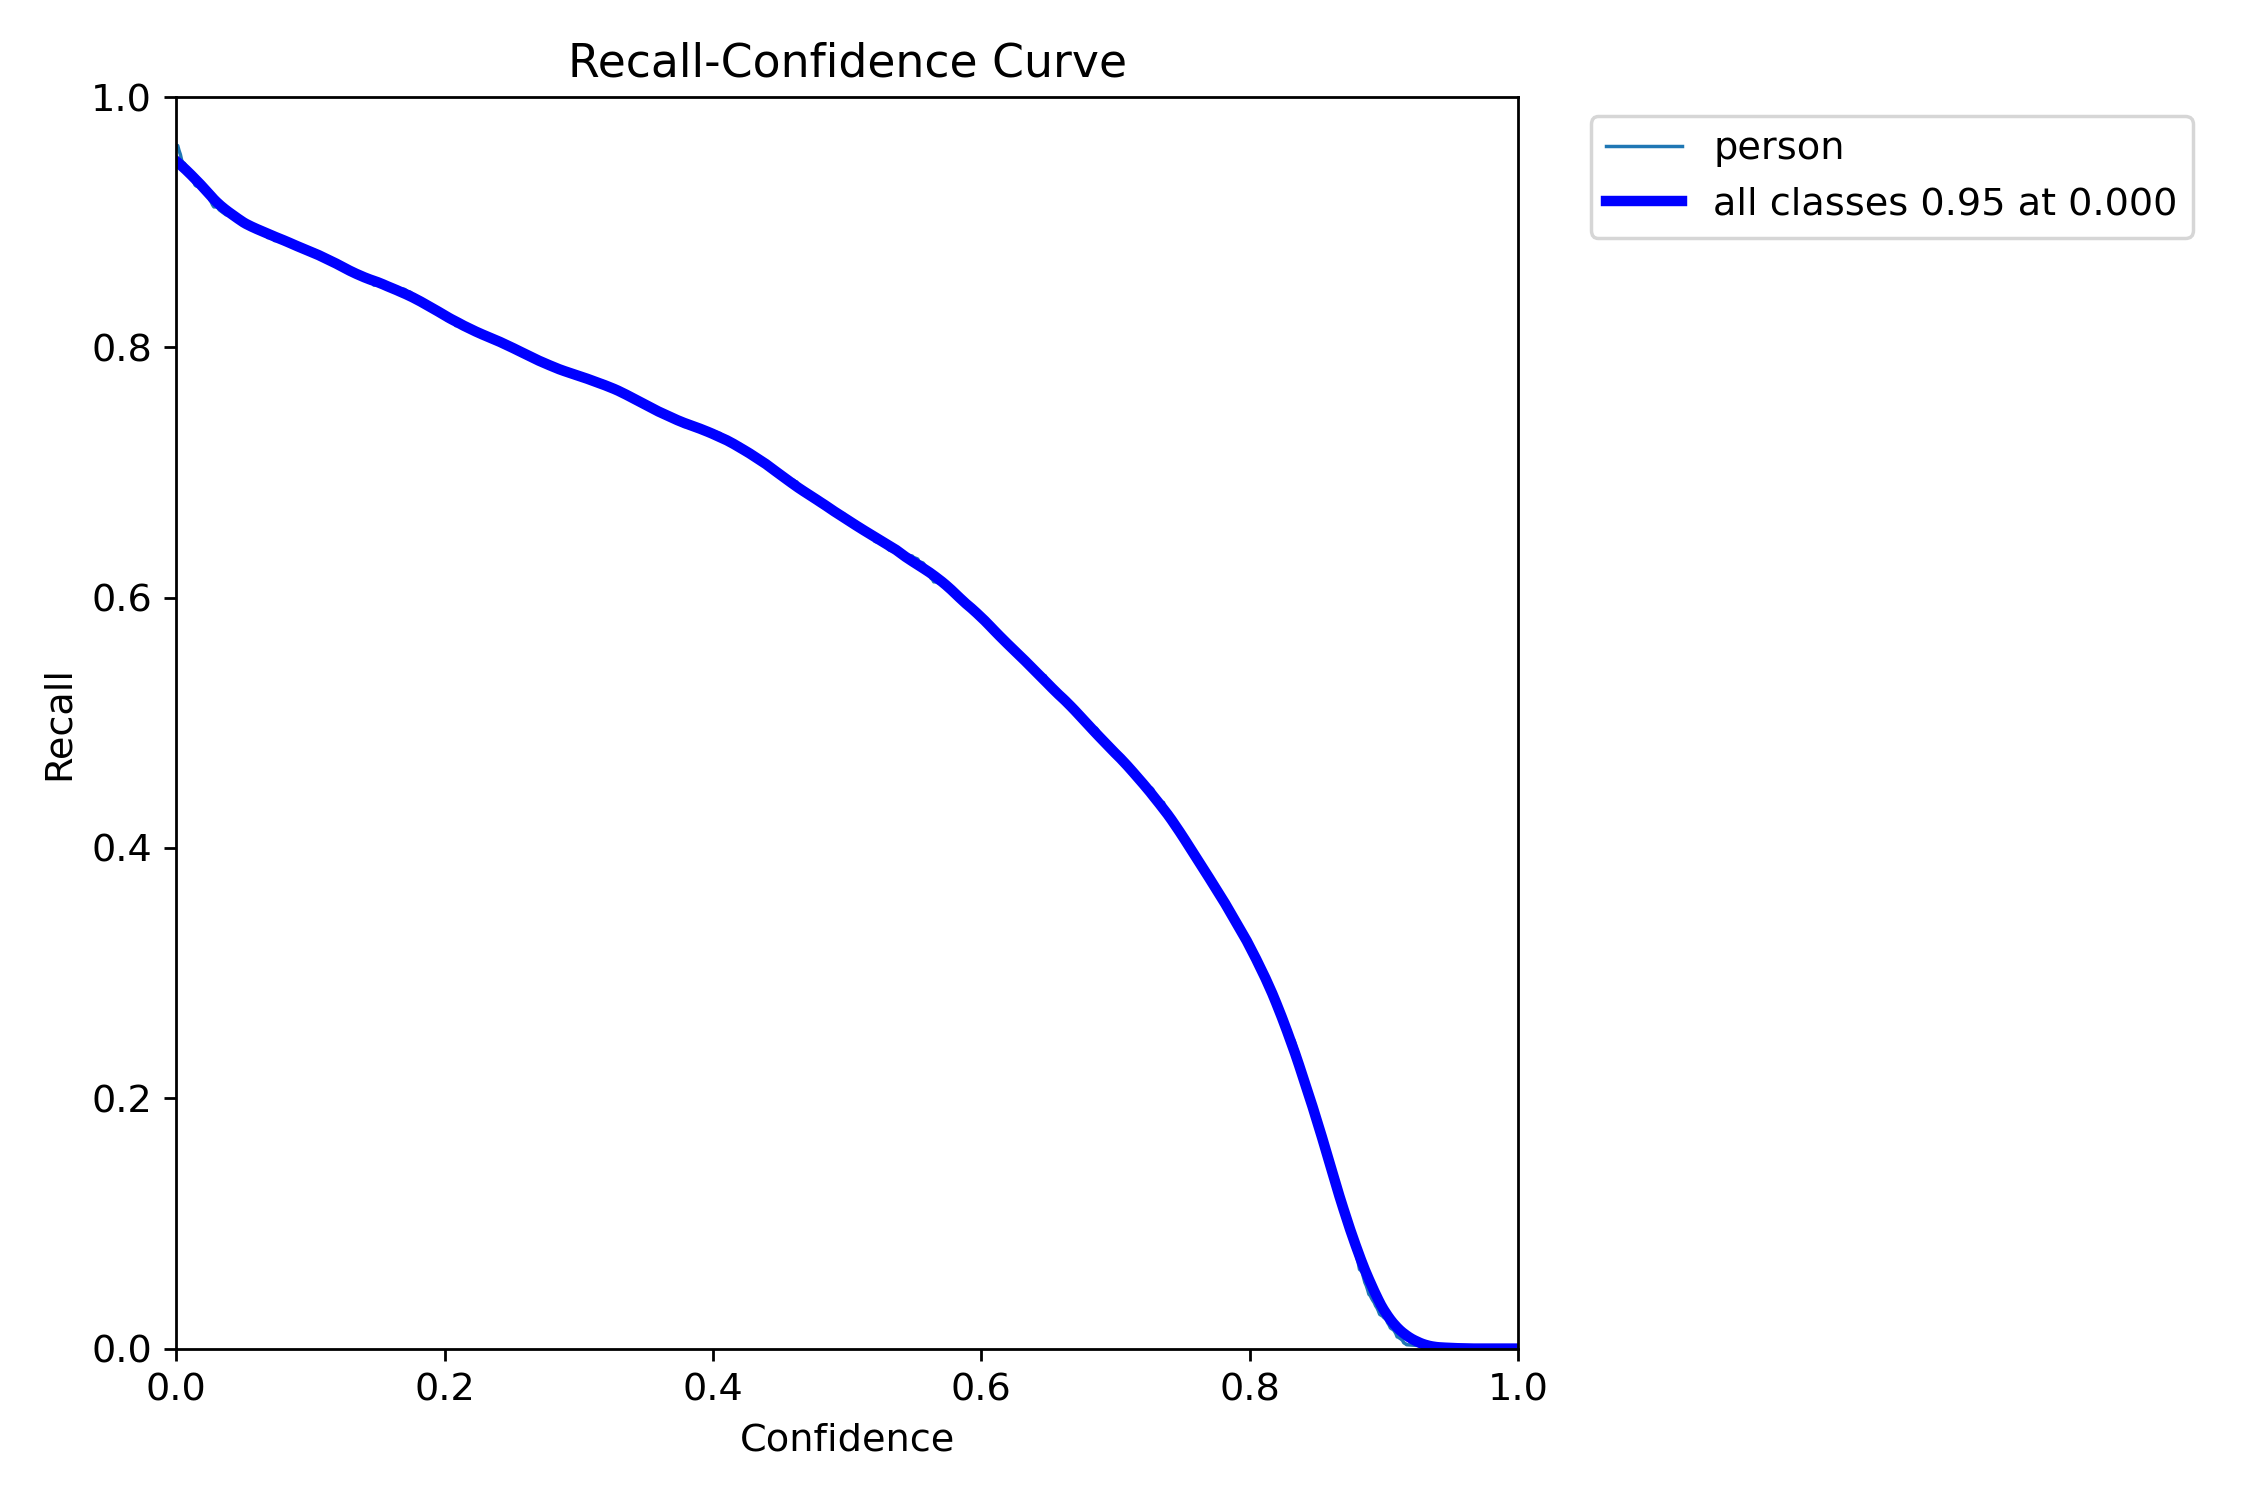 Recall-Confidence Curve
1.0
0.8
0.6
0.4
0.2
0.0
Recall
0.0 0.2 0.4 0.6 0.8 1.0
Confidence
person
all classes 0.95 at 0.000